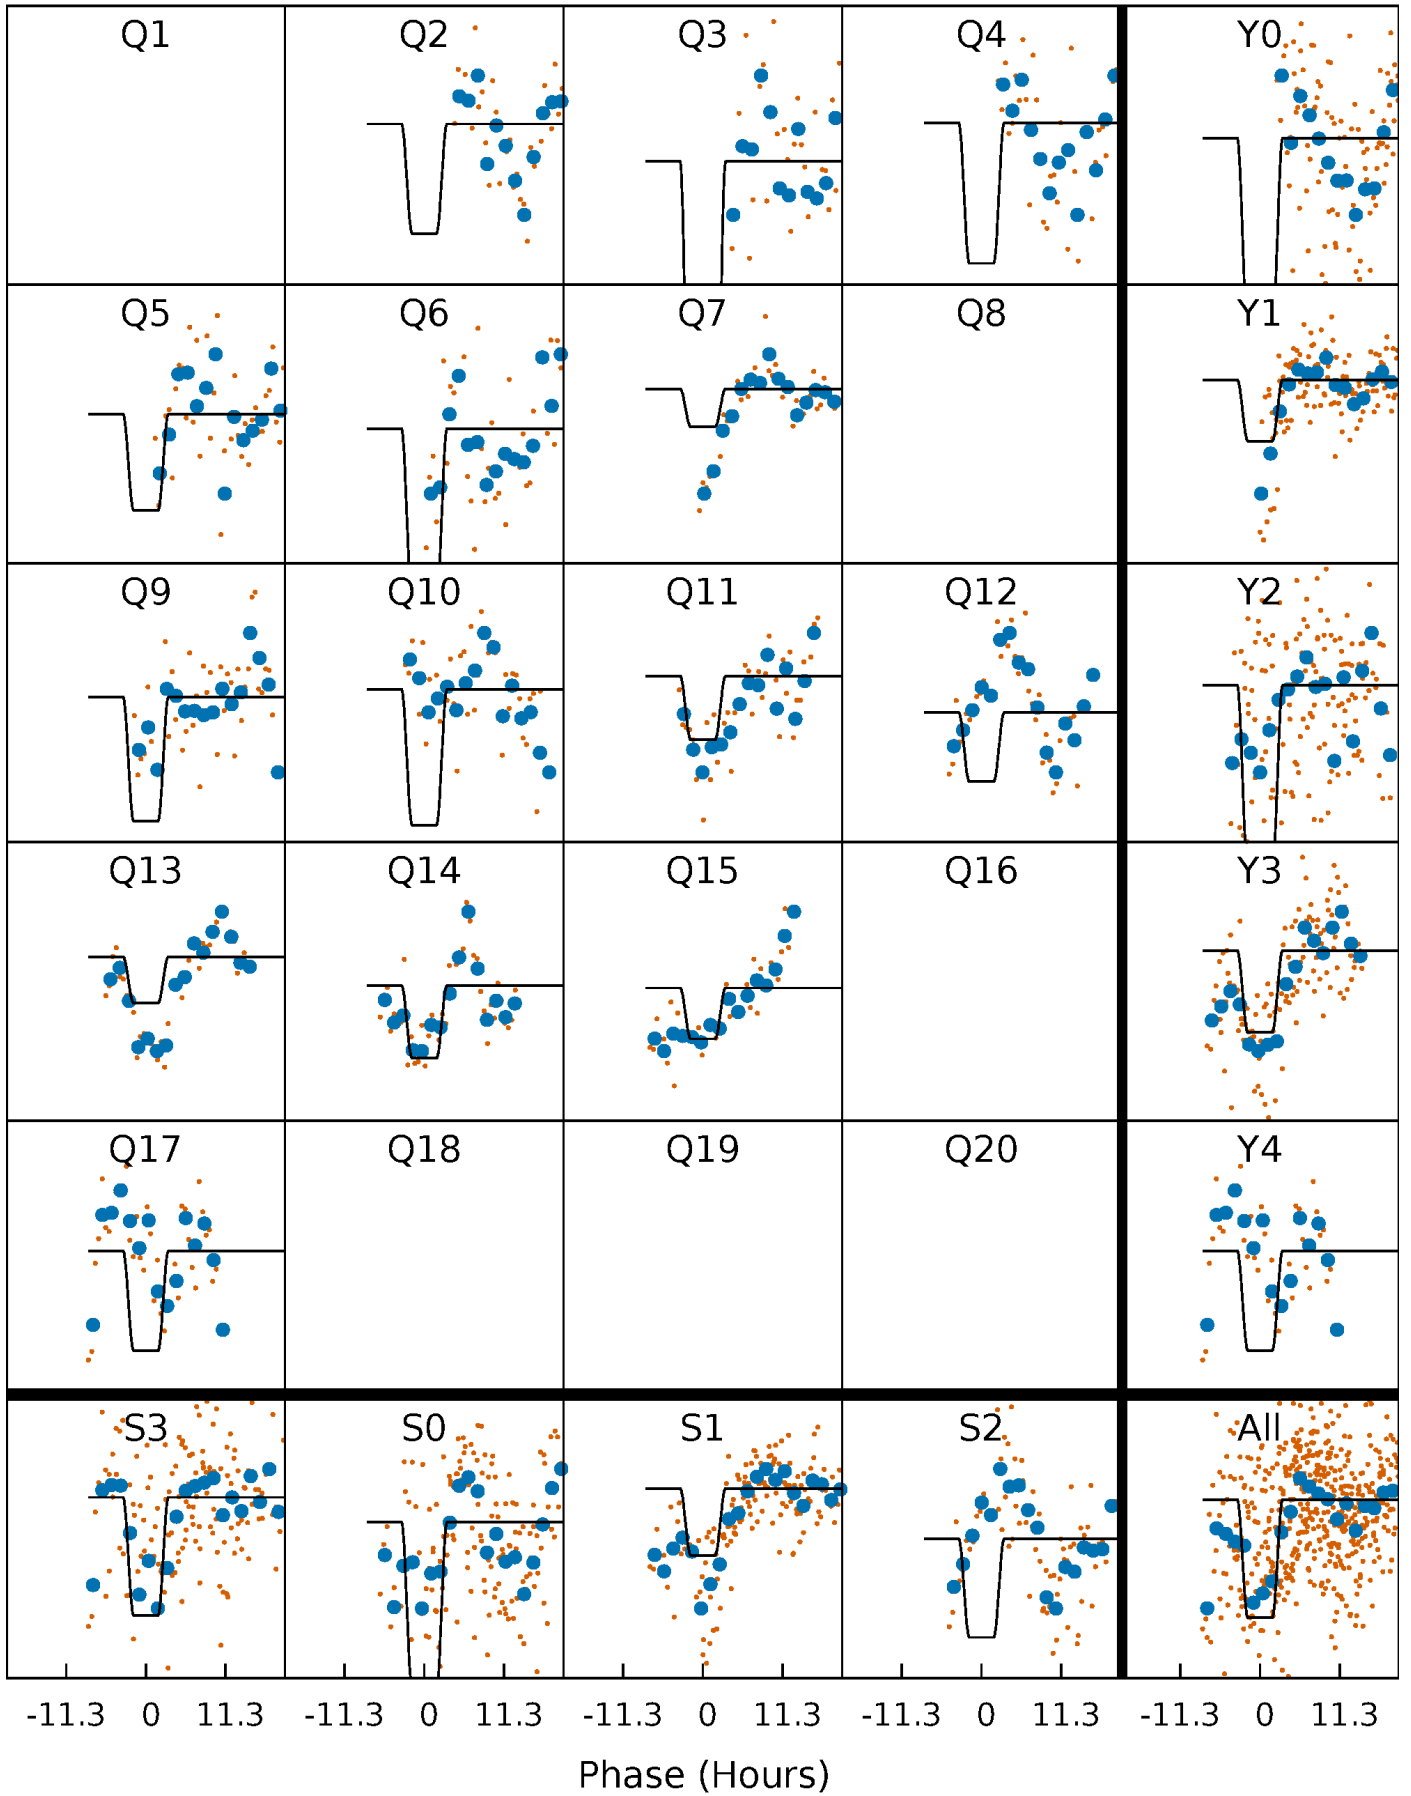 Q1 Q2 Q3 Q4 Y0
Q5 Q6 Q7 Q8 Y1
Q9 Q10 Q11 Q12 Y2
Q13 Q14 Q15 Q16 Y3
Q17 Q18 Q19 Q20 Y4
S3 S0 S1 S2 All
-11.3 0 11.3 -11.3 0 11.3 -11.3 0 11.3 -11.3 0 11.3 -11.3 0 11.3
Phase (Hours)